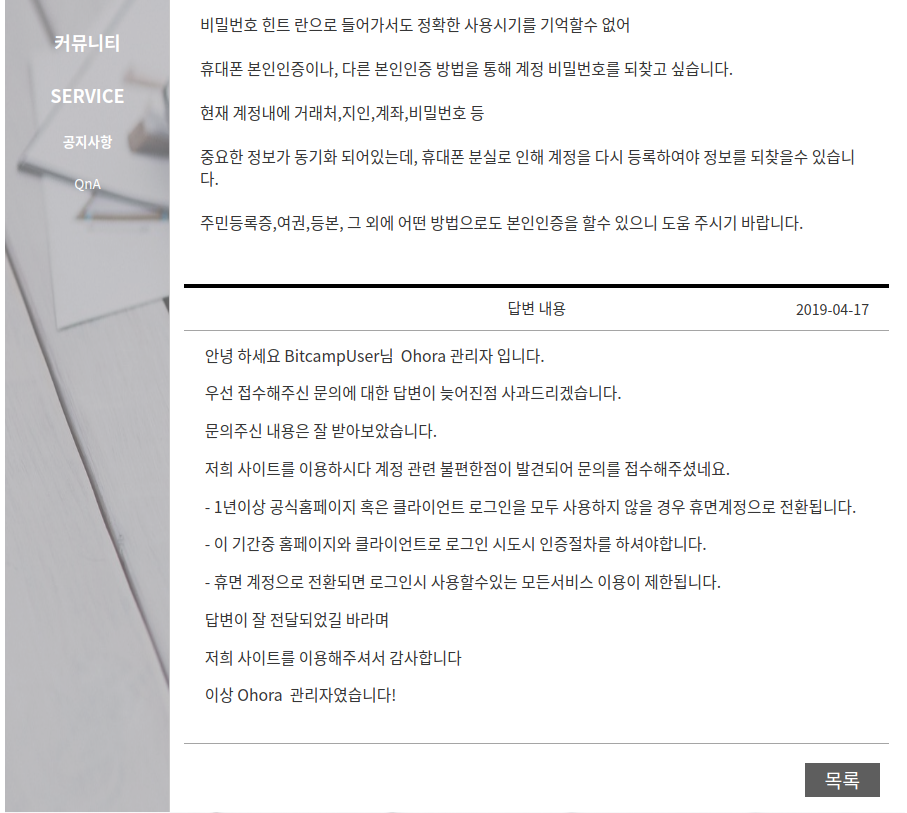 커뮤니티
SERVICE
공지사항
QnA
비밀번호 힌트 란으로 들어가서도 정확한 사용시기를 기억할수 없어
휴대폰 본인인증이나, 다른 본인인증 방법을 통해 계정 비밀번호를 되찾고 싶습니다.
현재 계정내에 거래처,지인,계좌,비밀번호 등
중요한 정보가 동기화 되어있는데, 휴대폰 분실로 인해 계정을 다시 등록하여야 정보를 되찾을수 있습니
다.
주민등록증,여권,등본, 그 외에 어떤 방법으로도 본인인증을 할수 있으니 도움 주시기 바랍니다.
답변 내용
2019-04-17
안녕 하세요 BitcampUser님  Ohora 관리자 입니다.
우선 접수해주신 문의에 대한 답변이 늦어진점 사과드리겠습니다.
문의주신 내용은 잘 받아보았습니다.
저희 사이트를 이용하시다 계정 관련 불편한점이 발견되어 문의를 접수해주셨네요.
- 1년이상 공식홈페이지 혹은 클라이언트 로그인을 모두 사용하지 않을 경우 휴면계정으로 전환됩니다.
- 이 기간중 홈페이지와 클라이언트로 로그인 시도시 인증절차를 하셔야합니다.
- 휴면 계정으로 전환되면 로그인시 사용할수있는 모든서비스 이용이 제한됩니다.
답변이 잘 전달되었길 바라며
저희 사이트를 이용해주셔서 감사합니다
이상 Ohora  관리자였습니다!
목록